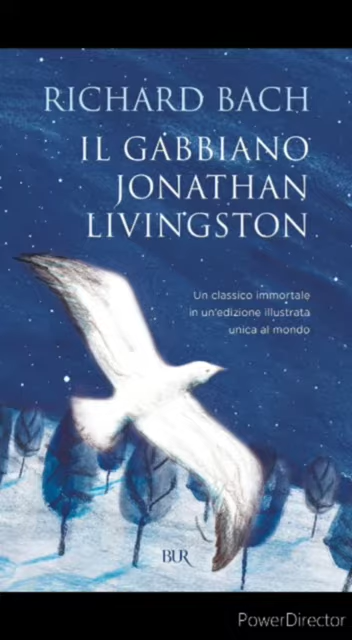 RICHARD BACH
IL GABBIANO
JONATHAN
LIVINGSTON
Un classico immortale
in un'edizione illustrata
unica al mondo
BUR
PowerDirector